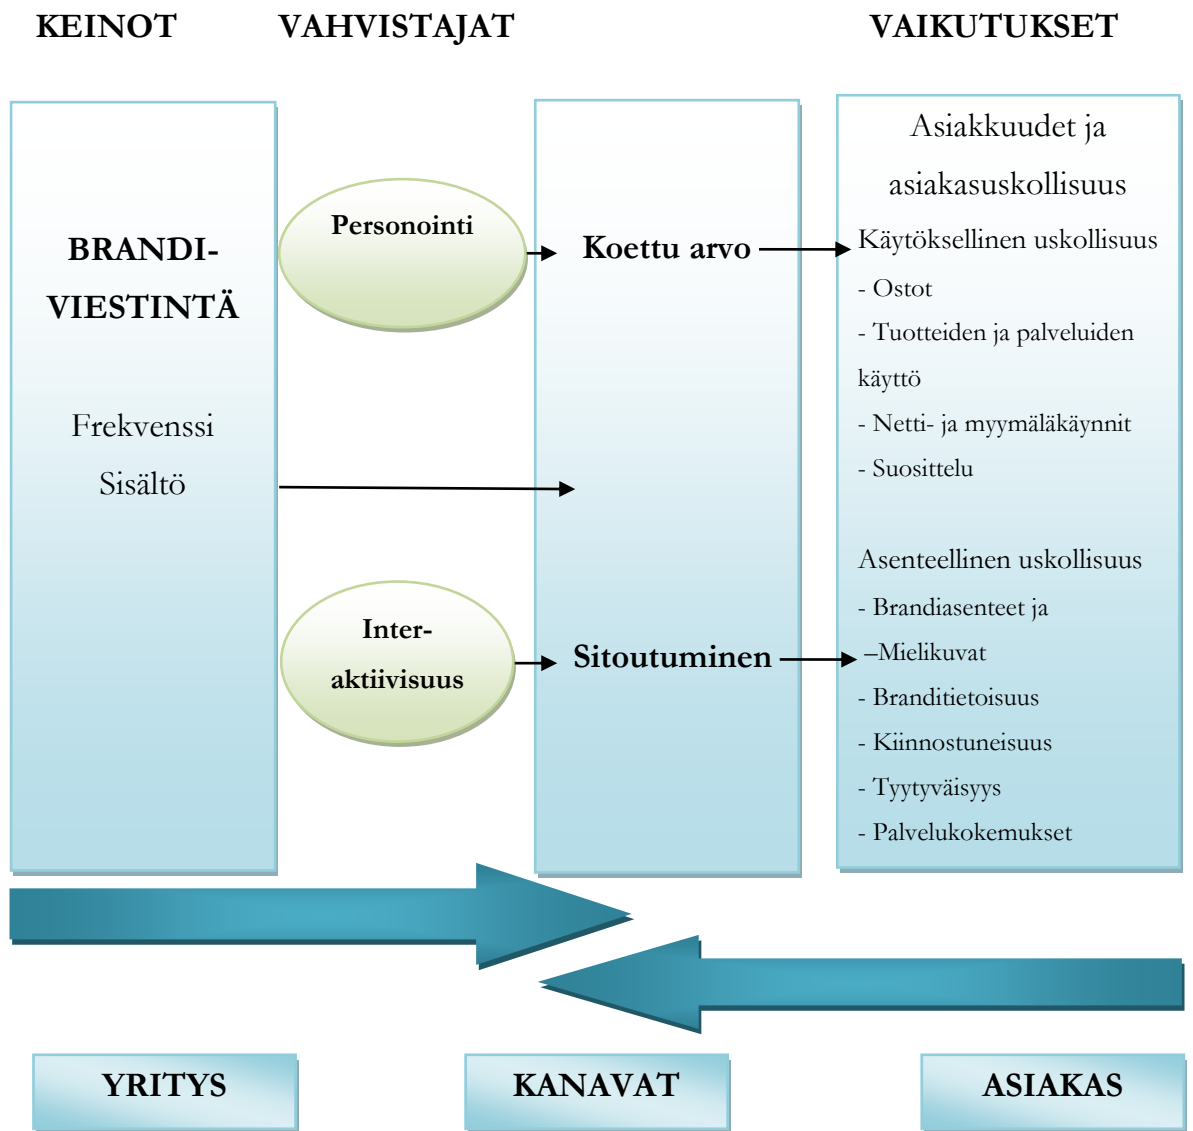 KEINOT VAHVISTAJAT VAIKUTUKSET
BRANDI-
VIESTINTÄ
Frekvenssi
Sisältö
Personointi
Inter-
aktiivisuus
Koettu arvo
Sitoutuminen
Asiakkuudet ja
asiakasuskollisuus
Käytöksellinen uskollisuus
- Ostot
- Tuotteiden ja palveluiden
käyttö
- Netti- ja myymäläkäynnit
- Suosittelu
Asenteellinen uskollisuus
- Brandiasenteet ja
–Mielikuvat
- Branditietoisuus
- Kiinnostuneisuus
- Tyytyväisyys
- Palvelukokemukset
YRITYS KANAVAT ASIAKAS